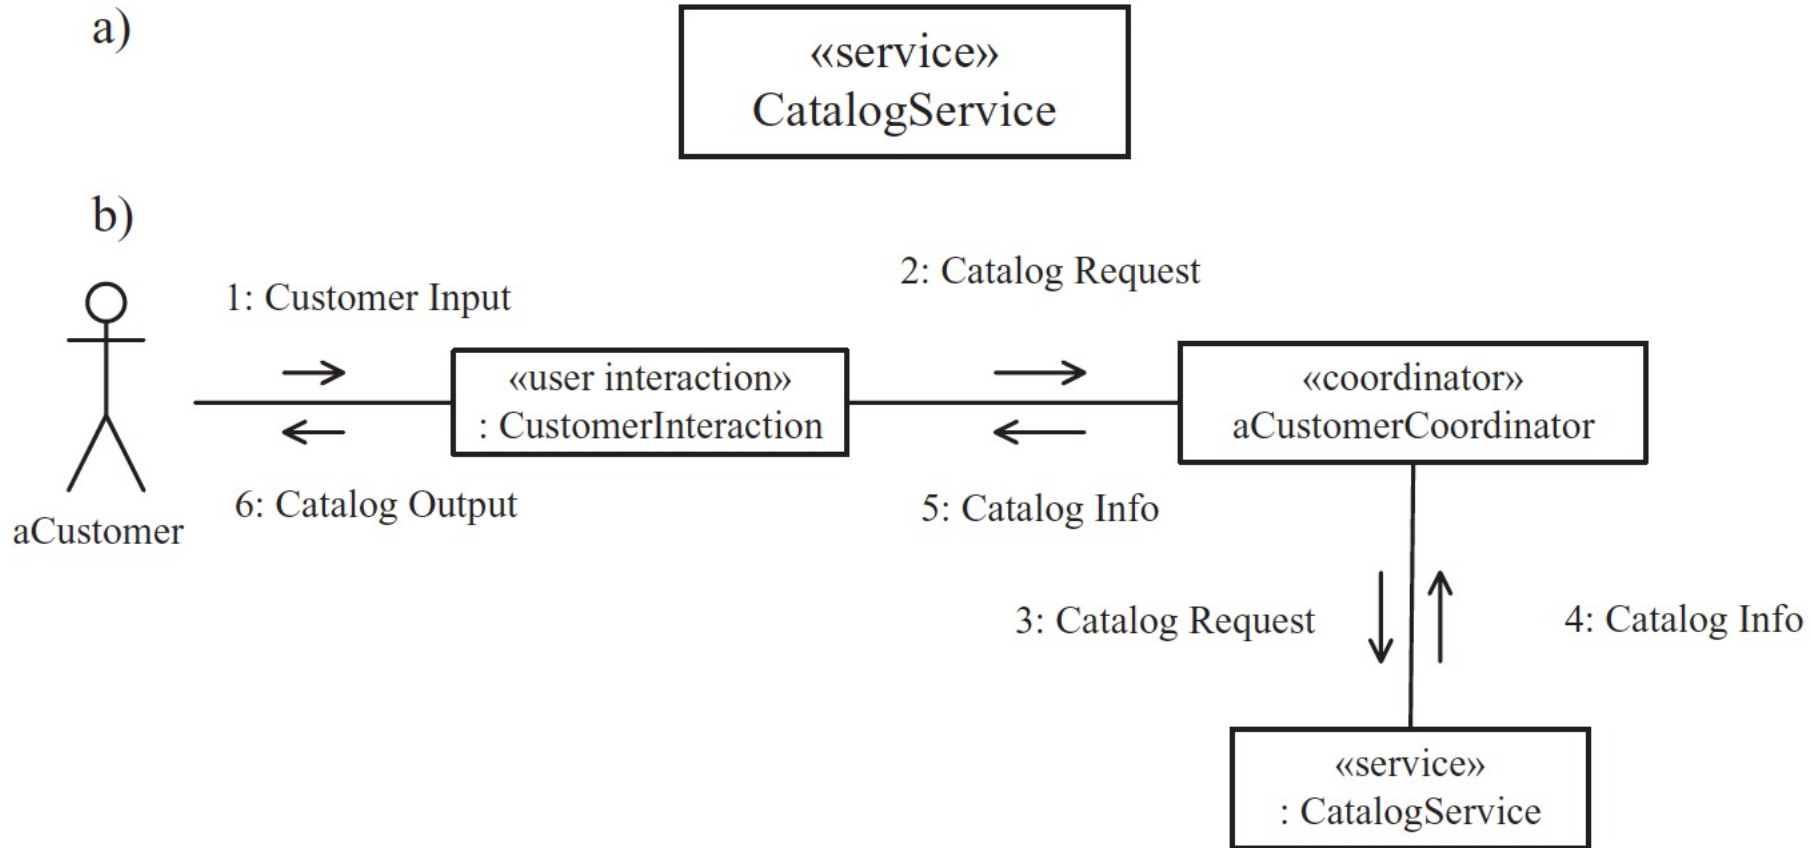 a)
«service»
CatalogService
b)
1: Customer Input
2: Catalog Request
«user interaction»
: CustomerInteraction
«coordinator»
aCustomerCoordinator
6: Catalog Output
5: Catalog Info
aCustomer
3: Catalog Request
4: Catalog Info
«service»
: CatalogService